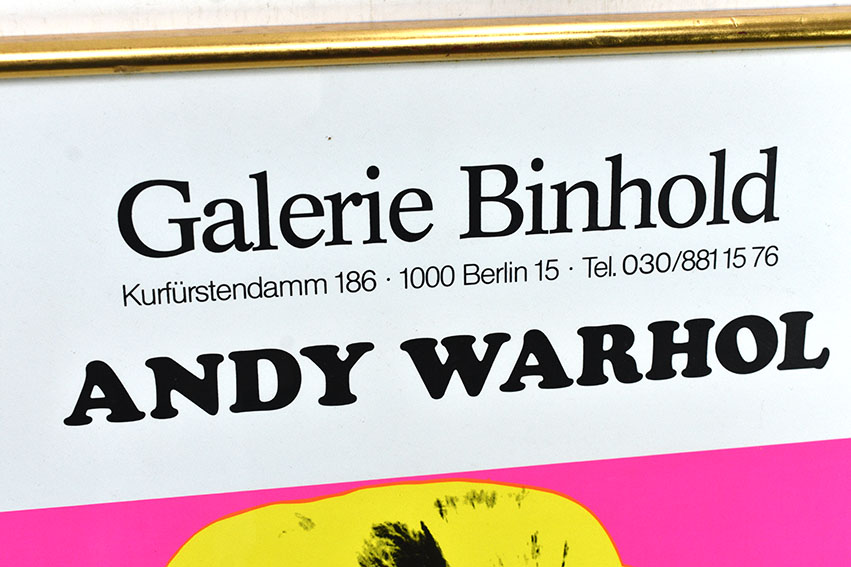 Galerie Binhold
Kurfürstendamm 186 · 1000 Berlin 15 · Tel. 030/881 15 76
ANDY WARHOL